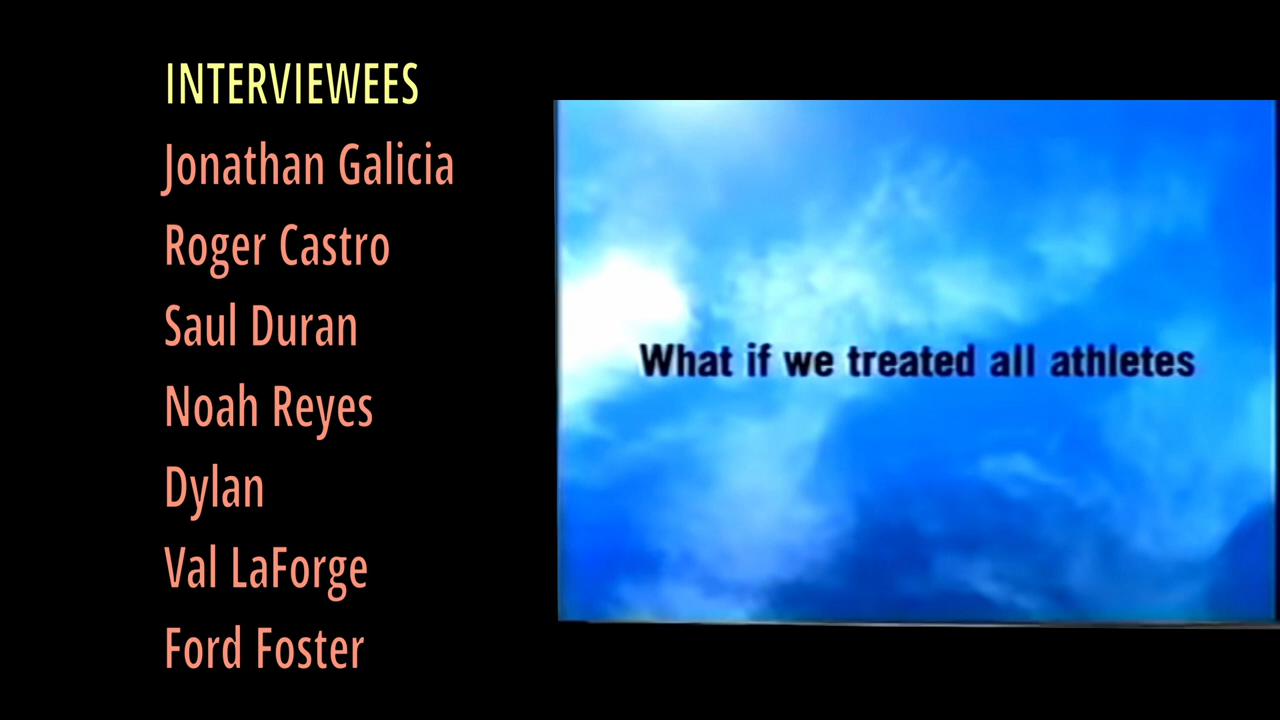 INTERVIEWEES
Jonathan Galicia
Roger Castro
Saul Duran
Noah Reyes
Dylan
Val LaForge
Ford Foster
What if we treated all athletes